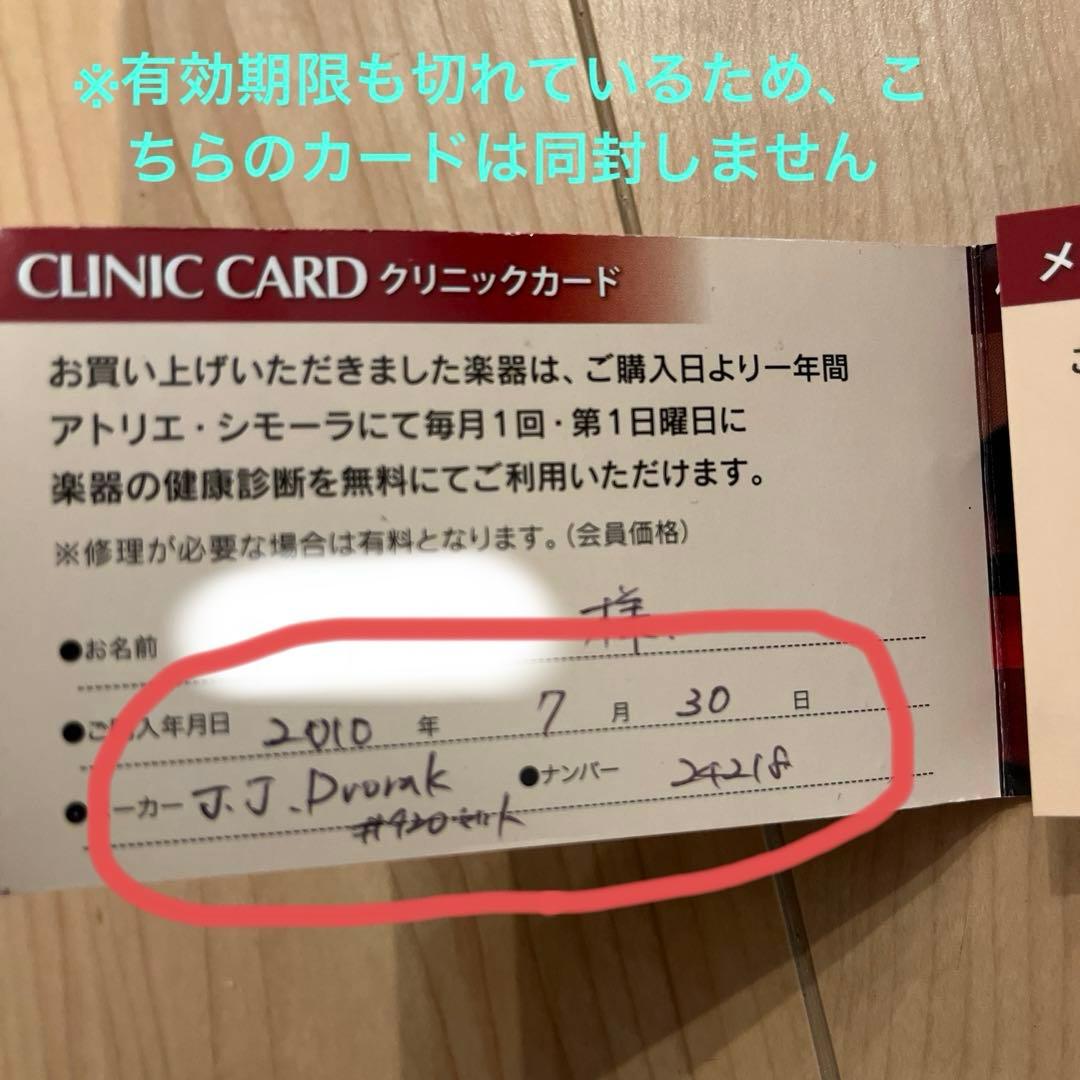 ※有効期限も切れているため、こ
ちらのカードは同封しません
CLINIC CARD クリニックカード
お買い上げいただきました楽器は、ご購入日より一年間
アトリエ・シモーラにて毎月1回・第1日曜日に
楽器の健康診断を無料にてご利用いただけます。
※修理が必要な場合は有料となります。(会員価格)
●お名前 様
●ご購入年月日 2010 年 7 月 30 日
●メーカー J.J.Dvorak ●ナンバー 24218
#920
メ